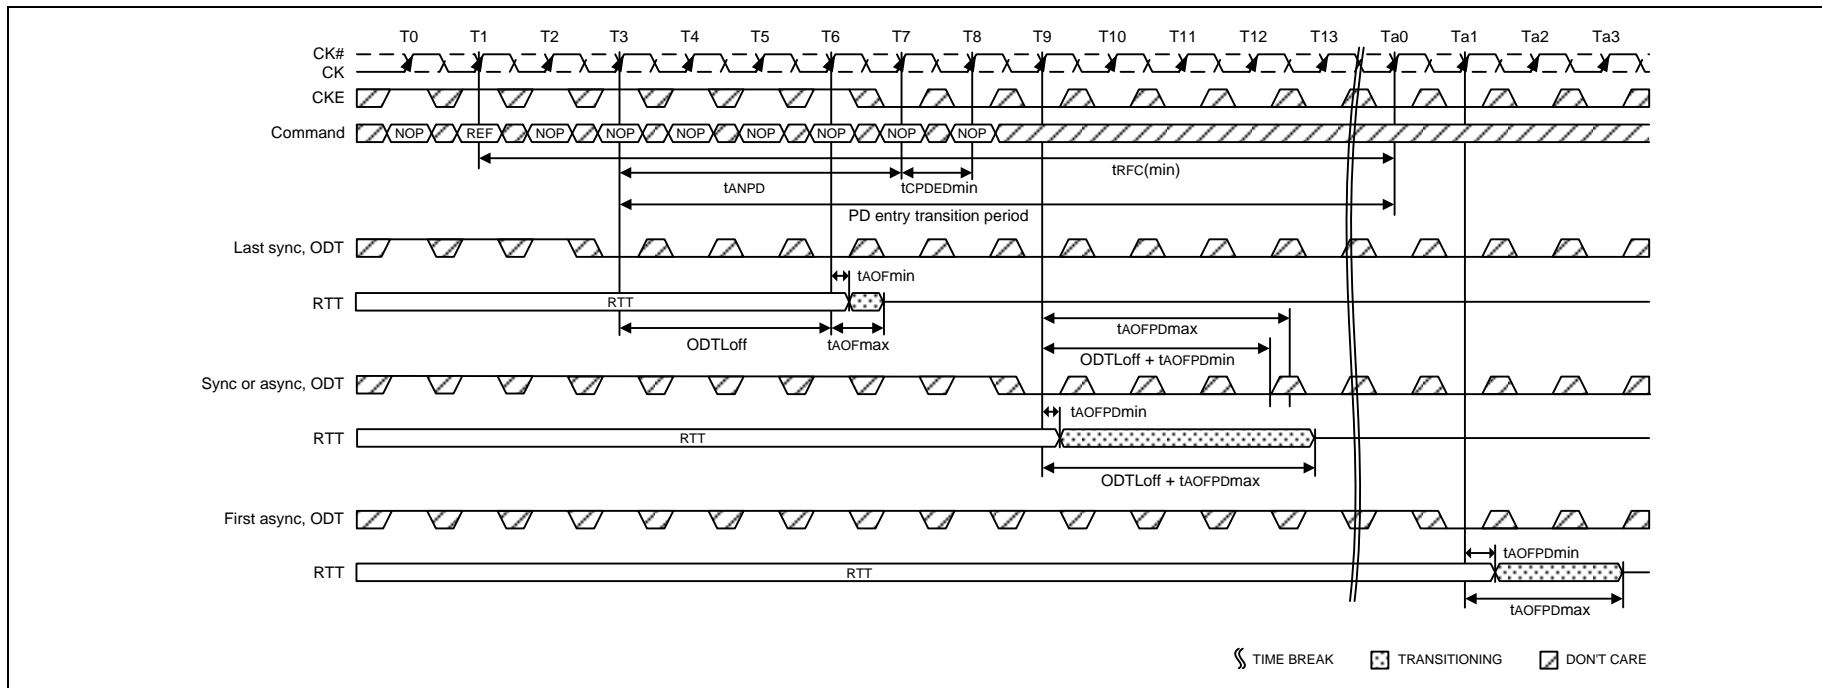 T0 T1 T2 T3 T4 T5 T6 T7 T8 T9 T10 T11 T12 T13 Ta0 Ta1 Ta2 Ta3
CK#
CK
CKE
Command NOP REF NOP NOP NOP NOP NOP NOP NOP
tRFC(min)
tANPD tCPDEDmin
PD entry transition period
Last sync, ODT
tAOFmin
RTT RTT
tAOFPDmax
ODTLoff tAOFmax
ODTLoff + tAOFPDmin
Sync or async, ODT
tAOFPDmin
RTT RTT
ODTLoff + tAOFPDmax
First async, ODT
tAOFPDmin
RTT RTT
tAOFPDmax
TIME BREAK TRANSITIONING DON'T CARE